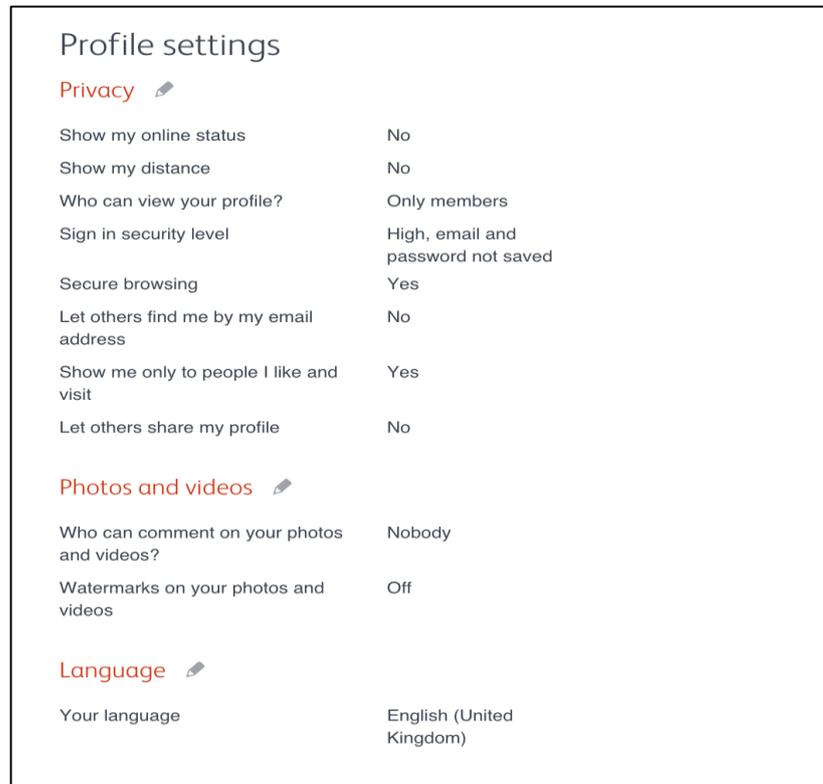 Profile settings
Privacy
Show my online status No
Show my distance No
Who can view your profile? Only members
Sign in security level High, email and
password not saved
Secure browsing Yes
Let others find me by my email No
address
Show me only to people I like and Yes
visit
Let others share my profile No
Photos and videos
Who can comment on your photos Nobody
and videos?
Watermarks on your photos and Off
videos
Language
Your language English (United
Kingdom)